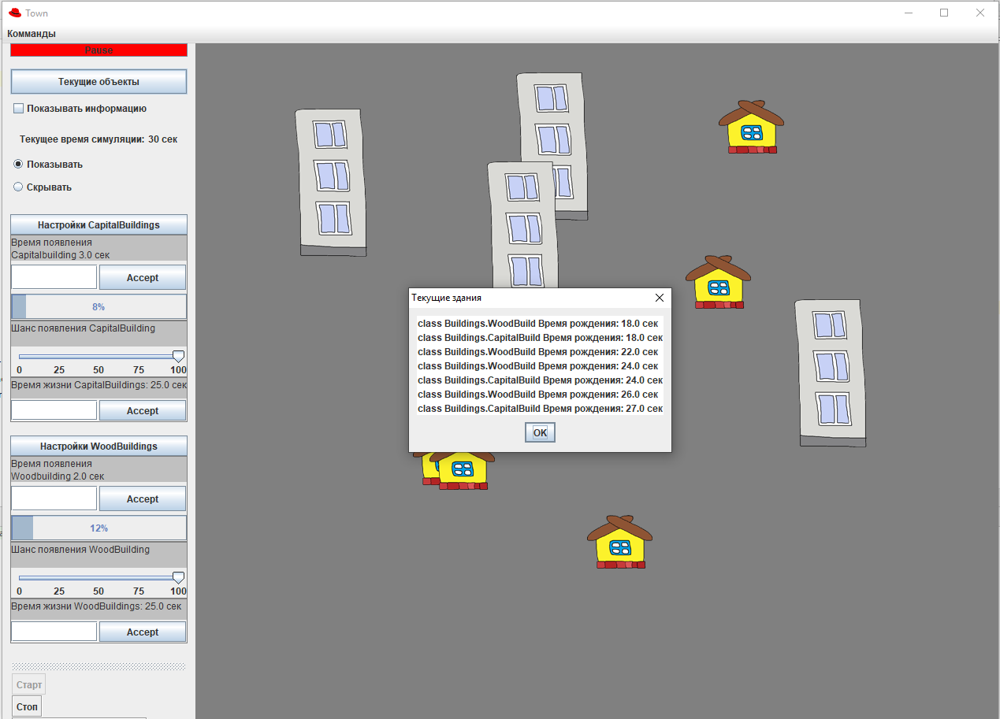 Town
Комманды
Pause
Текущие объекты
Показывать информацию
Текущее время симуляции: 30 сек
Показывать
Скрывать
Настройки CapitalBuildings
Время появления
Capitalbuilding 3.0 сек
Accept
8%
Шанс появления CapitalBuilding
0 25 50 75 100
Время жизни CapitalBuildings: 25.0 сек
Accept
Настройки WoodBuildings
Время появления
Woodbuilding 2.0 сек
Accept
12%
Шанс появления WoodBuilding
0 25 50 75 100
Время жизни WoodBuildings: 25.0 сек
Accept
Старт
Стоп
Текущие здания
class Buildings.WoodBuild Время рождения: 18.0 сек
class Buildings.CapitalBuild Время рождения: 18.0 сек
class Buildings.WoodBuild Время рождения: 22.0 сек
class Buildings.WoodBuild Время рождения: 24.0 сек
class Buildings.CapitalBuild Время рождения: 24.0 сек
class Buildings.WoodBuild Время рождения: 26.0 сек
class Buildings.CapitalBuild Время рождения: 27.0 сек
OK